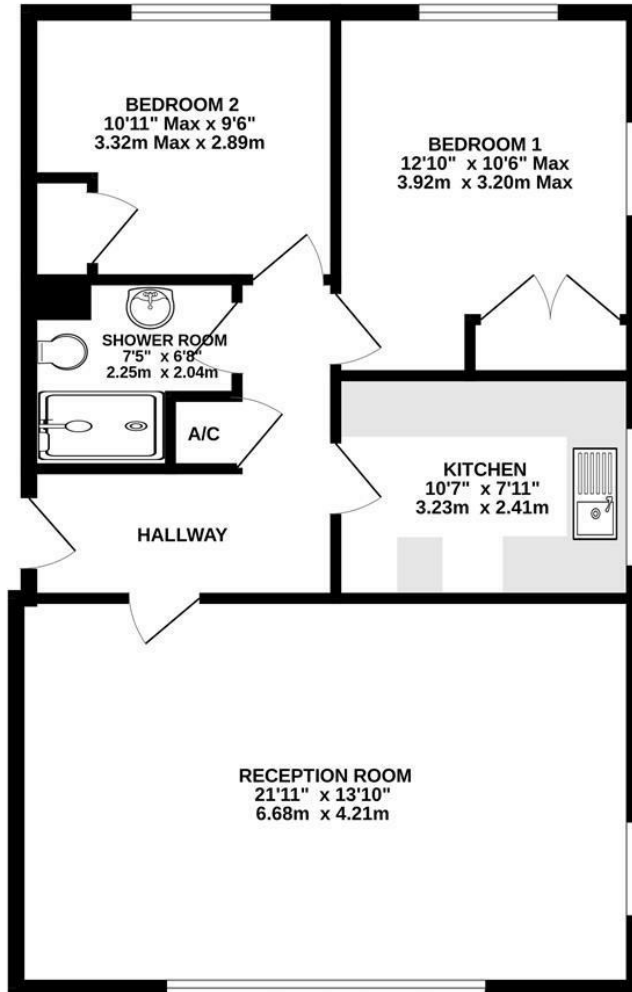 BEDROOM 2
10'11" Max x 9'6"
3.32m Max x 2.89m
BEDROOM 1
12'10" x 10'6" Max
3.92m x 3.20m Max
SHOWER ROOM
7'5" x 6'8"
2.25m x 2.04m
A/C
KITCHEN
10'7" x 7'11"
3.23m x 2.41m
HALLWAY
RECEPTION ROOM
21'11" x 13'10"
6.68m x 4.21m